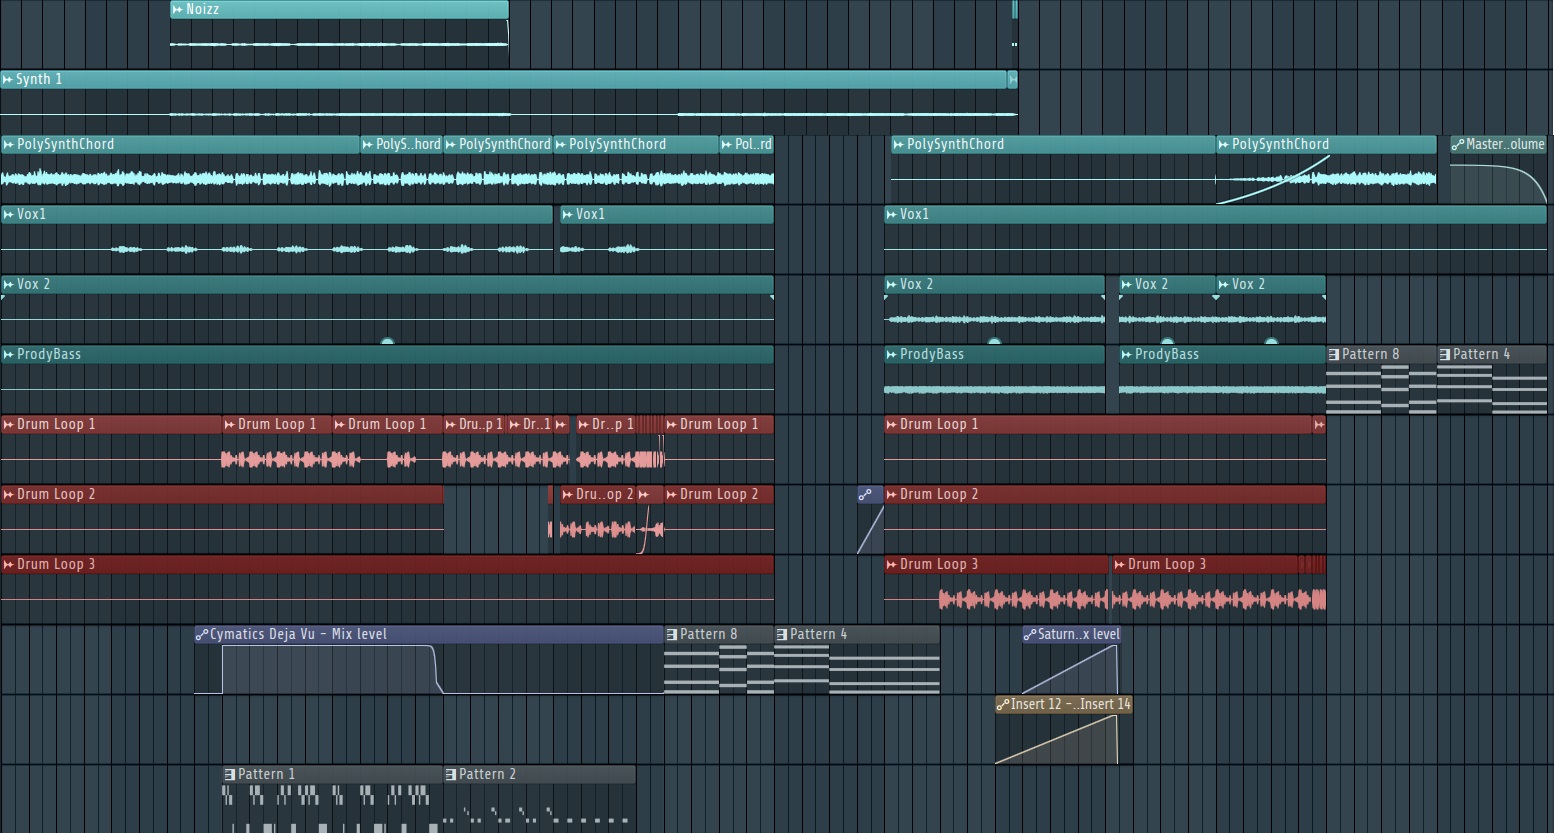 Noizz
Synth 1
PolySynthChord PolyS..hord PolySynthChord PolySynthChord Pol..rd PolySynthChord PolySynthChord Master..olume
Vox1 Vox1 Vox1
Vox 2 Vox 2 Vox 2 Vox 2
ProdyBass ProdyBass ProdyBass Pattern 8 Pattern 4
Drum Loop 1 Drum Loop 1 Drum Loop 1 Dru..p 1 Dr..1 Dr..p 1 Drum Loop 1 Drum Loop 1
Drum Loop 2 Dru..op 2 Drum Loop 2 Drum Loop 2
Drum Loop 3 Drum Loop 3 Drum Loop 3
Cymatics Deja Vu - Mix level Pattern 8 Pattern 4 Saturn..x level
Insert 12 -..Insert 14
Pattern 1 Pattern 2